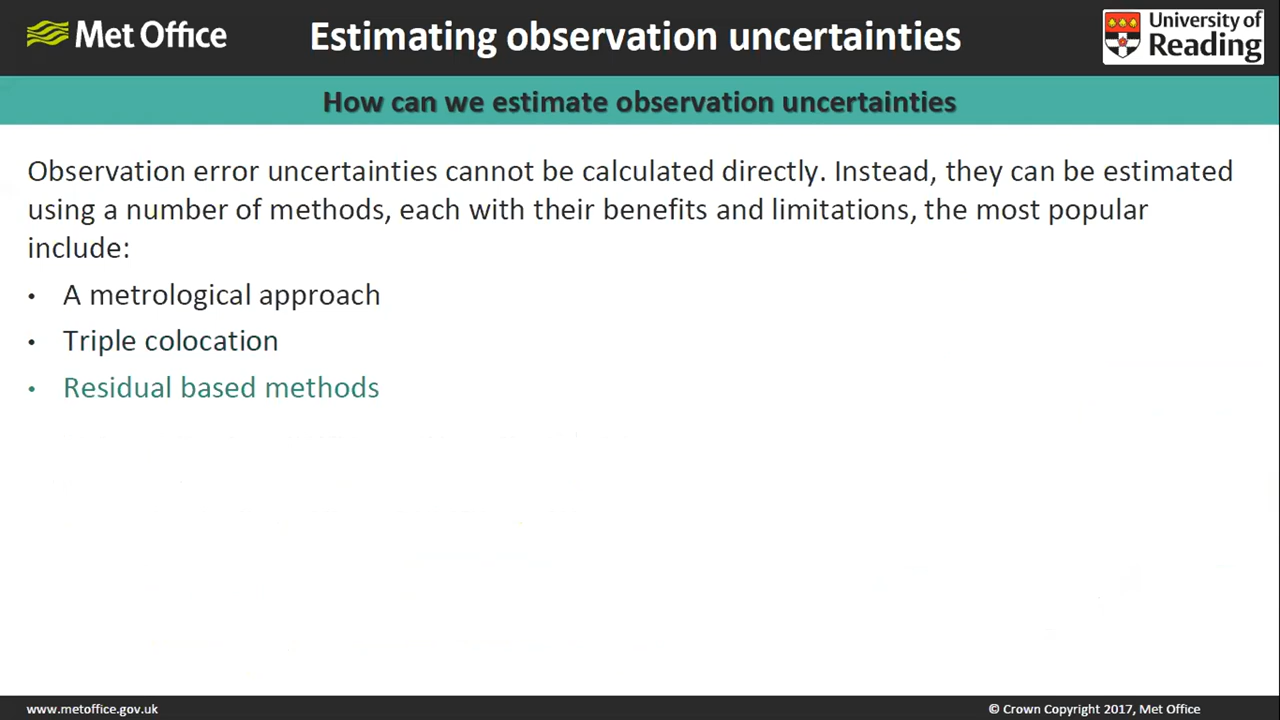 Met Office
Estimating observation uncertainties
University of
Reading
How can we estimate observation uncertainties
Observation error uncertainties cannot be calculated directly. Instead, they can be estimated
using a number of methods, each with their benefits and limitations, the most popular
include:
• A metrological approach
• Triple colocation
• Residual based methods
www.metoffice.gov.uk
© Crown Copyright 2017, Met Office